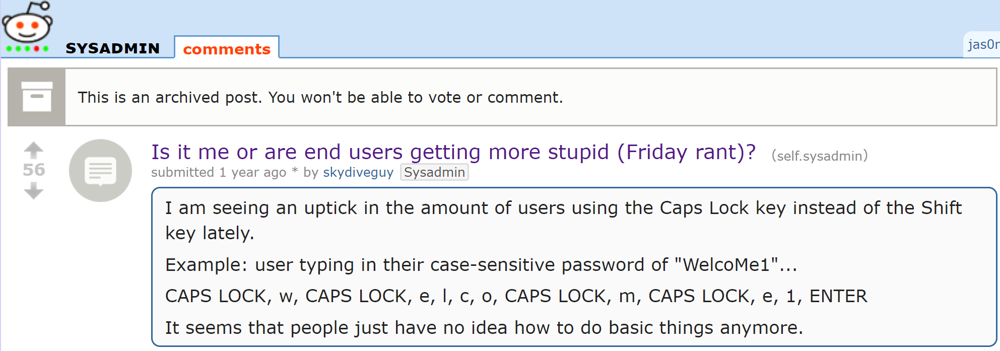 SYSADMIN
comments
This is an archived post. You won't be able to vote or comment.
56
Is it me or are end users getting more stupid (Friday rant)? (self.sysadmin)
submitted 1 year ago * by skydiveguy Sysadmin
I am seeing an uptick in the amount of users using the Caps Lock key instead of the Shift
key lately.
Example: user typing in their case-sensitive password of "WelcoMe1"...
CAPS LOCK, w, CAPS LOCK, e, l, c, o, CAPS LOCK, m, CAPS LOCK, e, 1, ENTER
It seems that people just have no idea how to do basic things anymore.